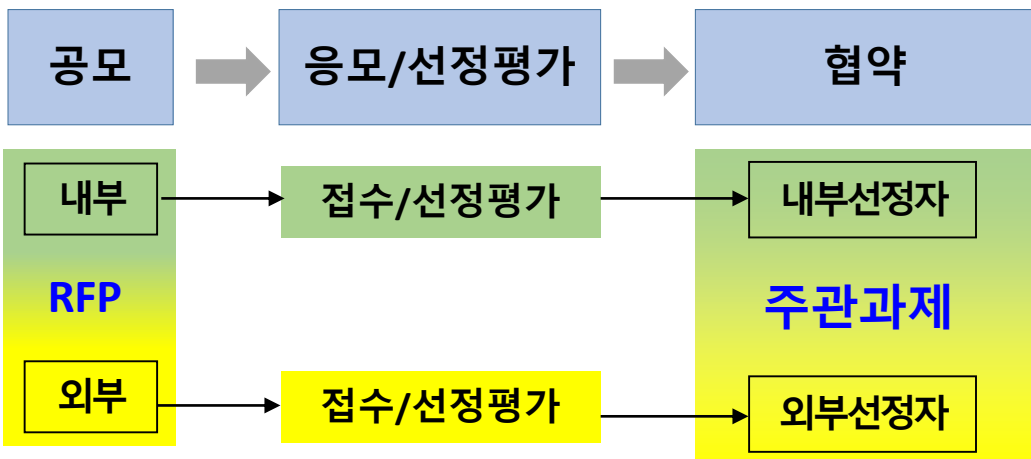 공모
응모/선정평가
협약
내부
접수/선정평가
내부선정자
RFP
주관과제
외부
접수/선정평가
외부선정자